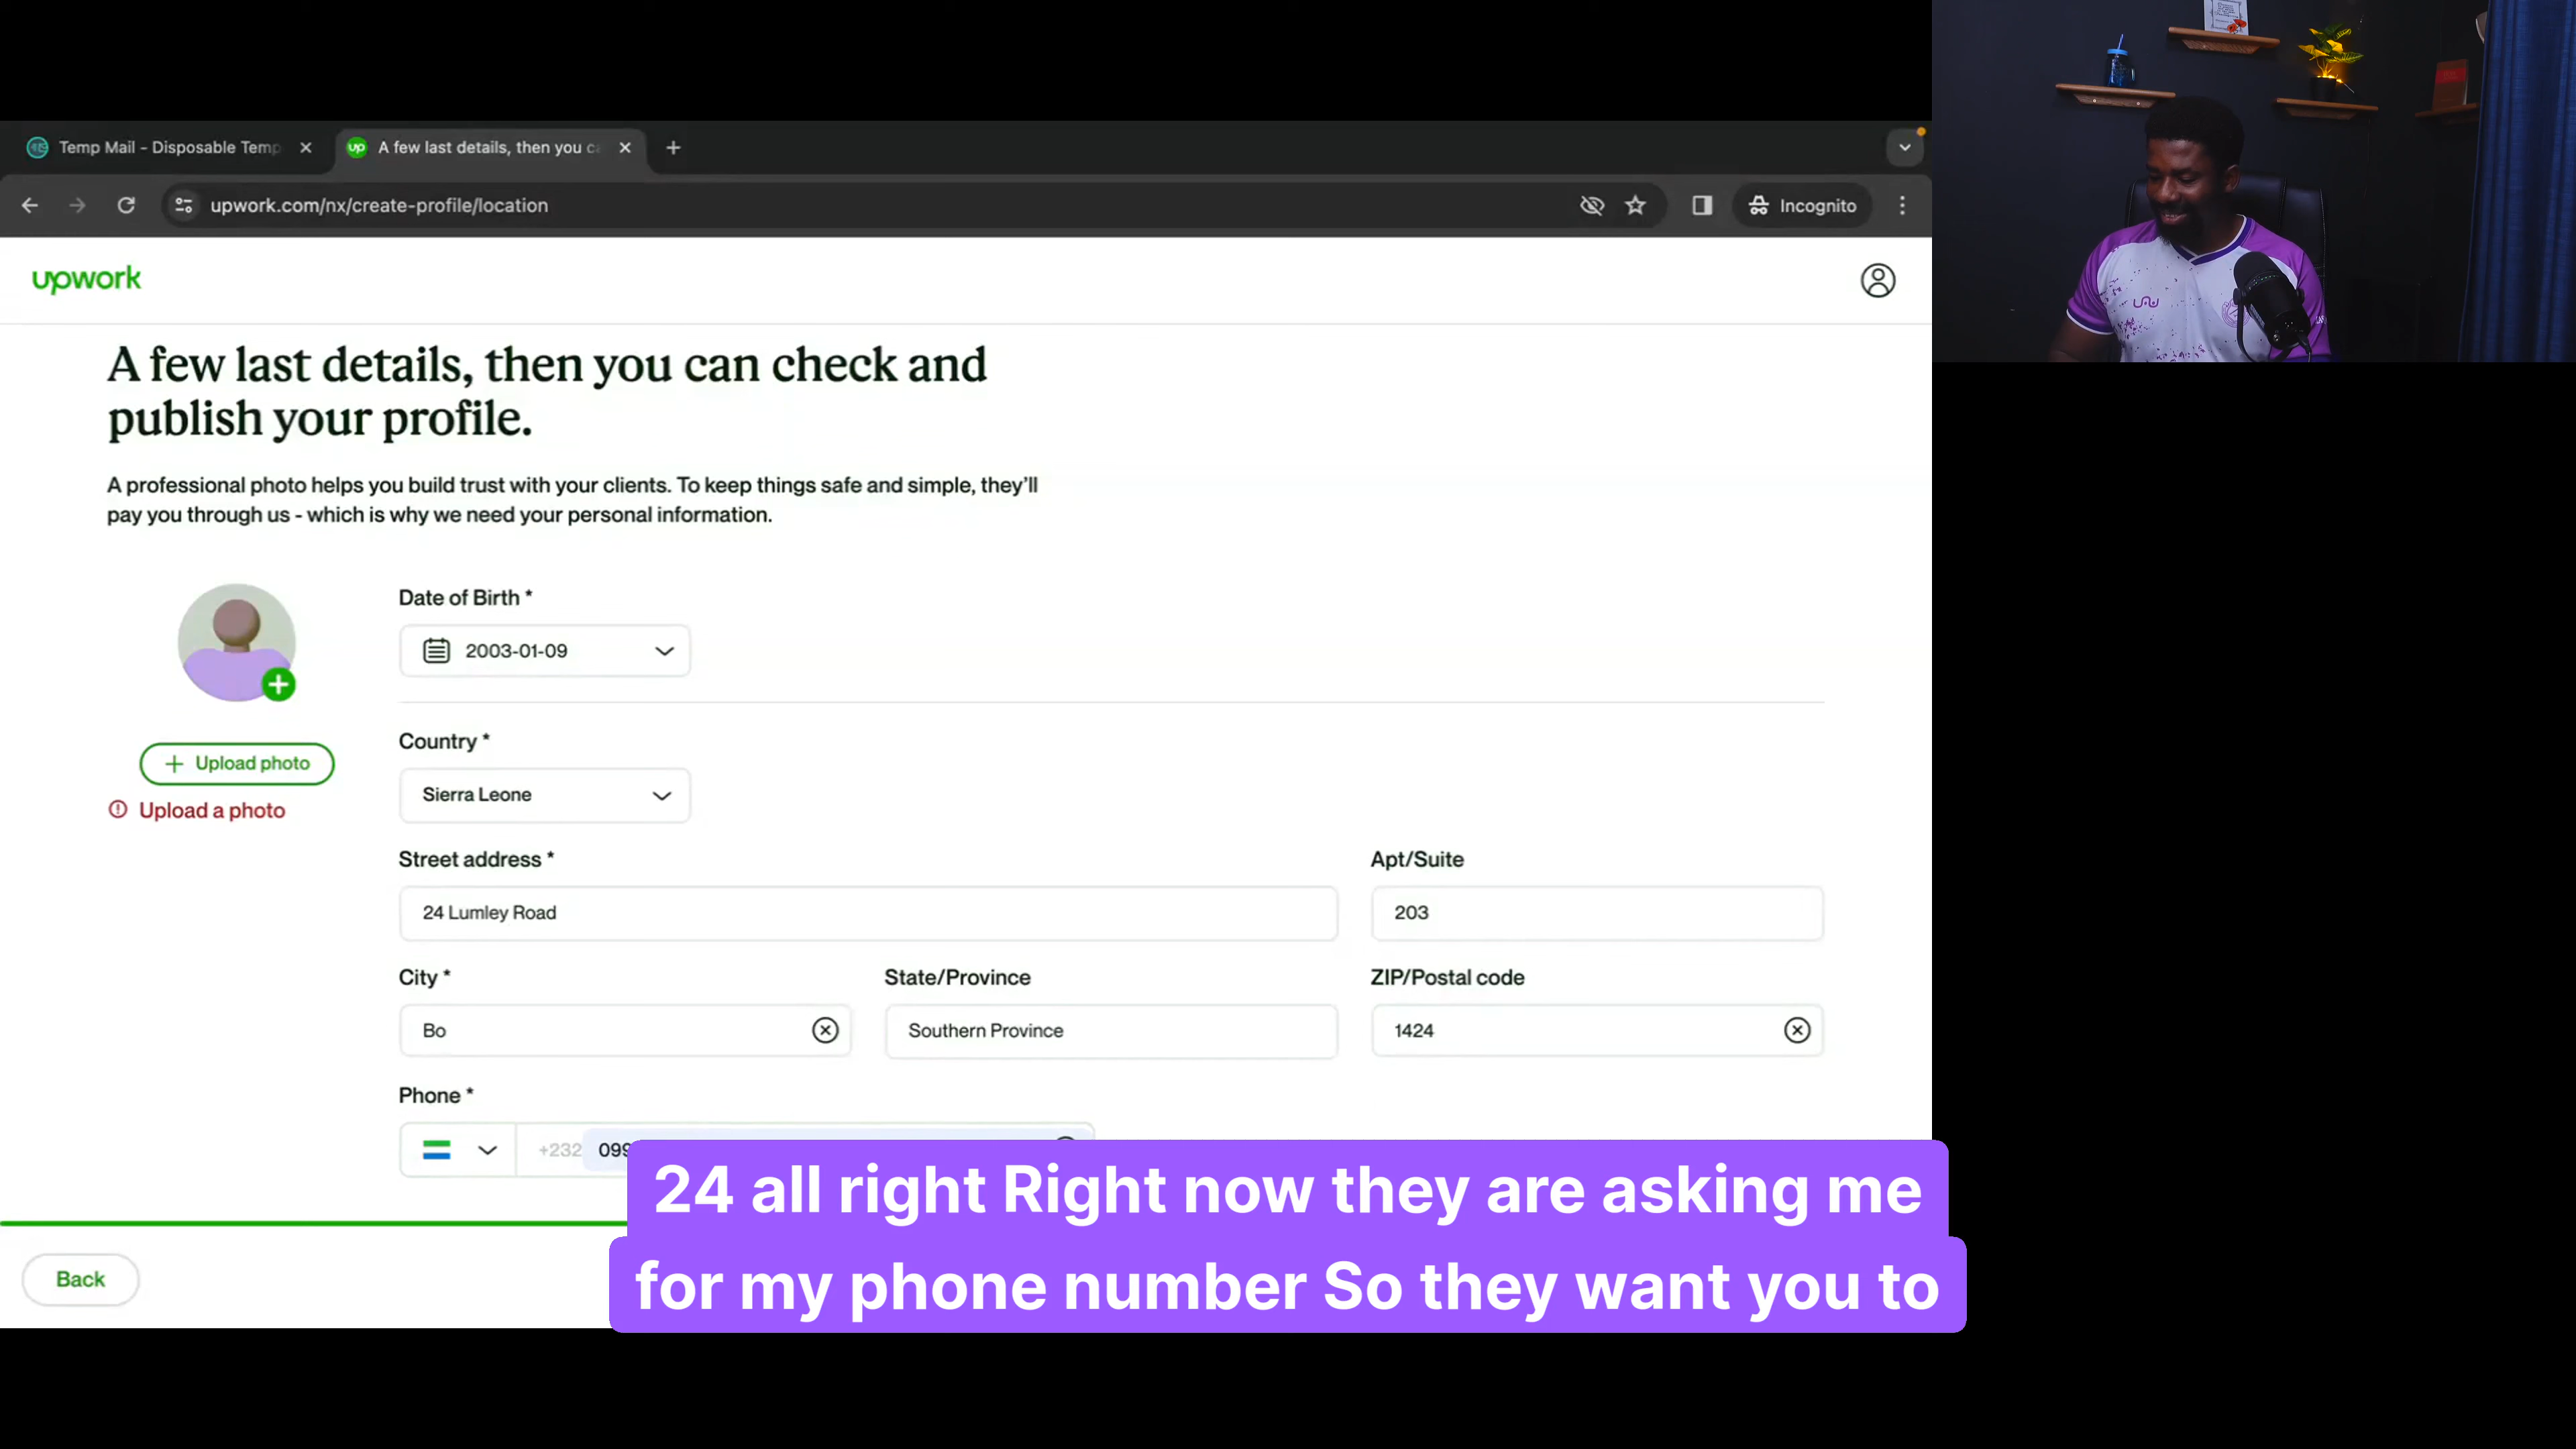 Temp Mail - Disposable Temp
A few last details, then you ca
upwork.com/nx/create-profile/location
Incognito
upwork
A few last details, then you can check and
publish your profile.
A professional photo helps you build trust with your clients. To keep things safe and simple, they'll
pay you through us - which is why we need your personal information.
Date of Birth *
2003-01-09
Upload photo
Upload a photo
Country *
Sierra Leone
Street address *
Apt/Suite
24 Lumley Road
203
City *
State/Province
ZIP/Postal code
Bo
Southern Province
1424
Phone *
+232 099
24 all right Right now they are asking me
for my phone number So they want you to
Back